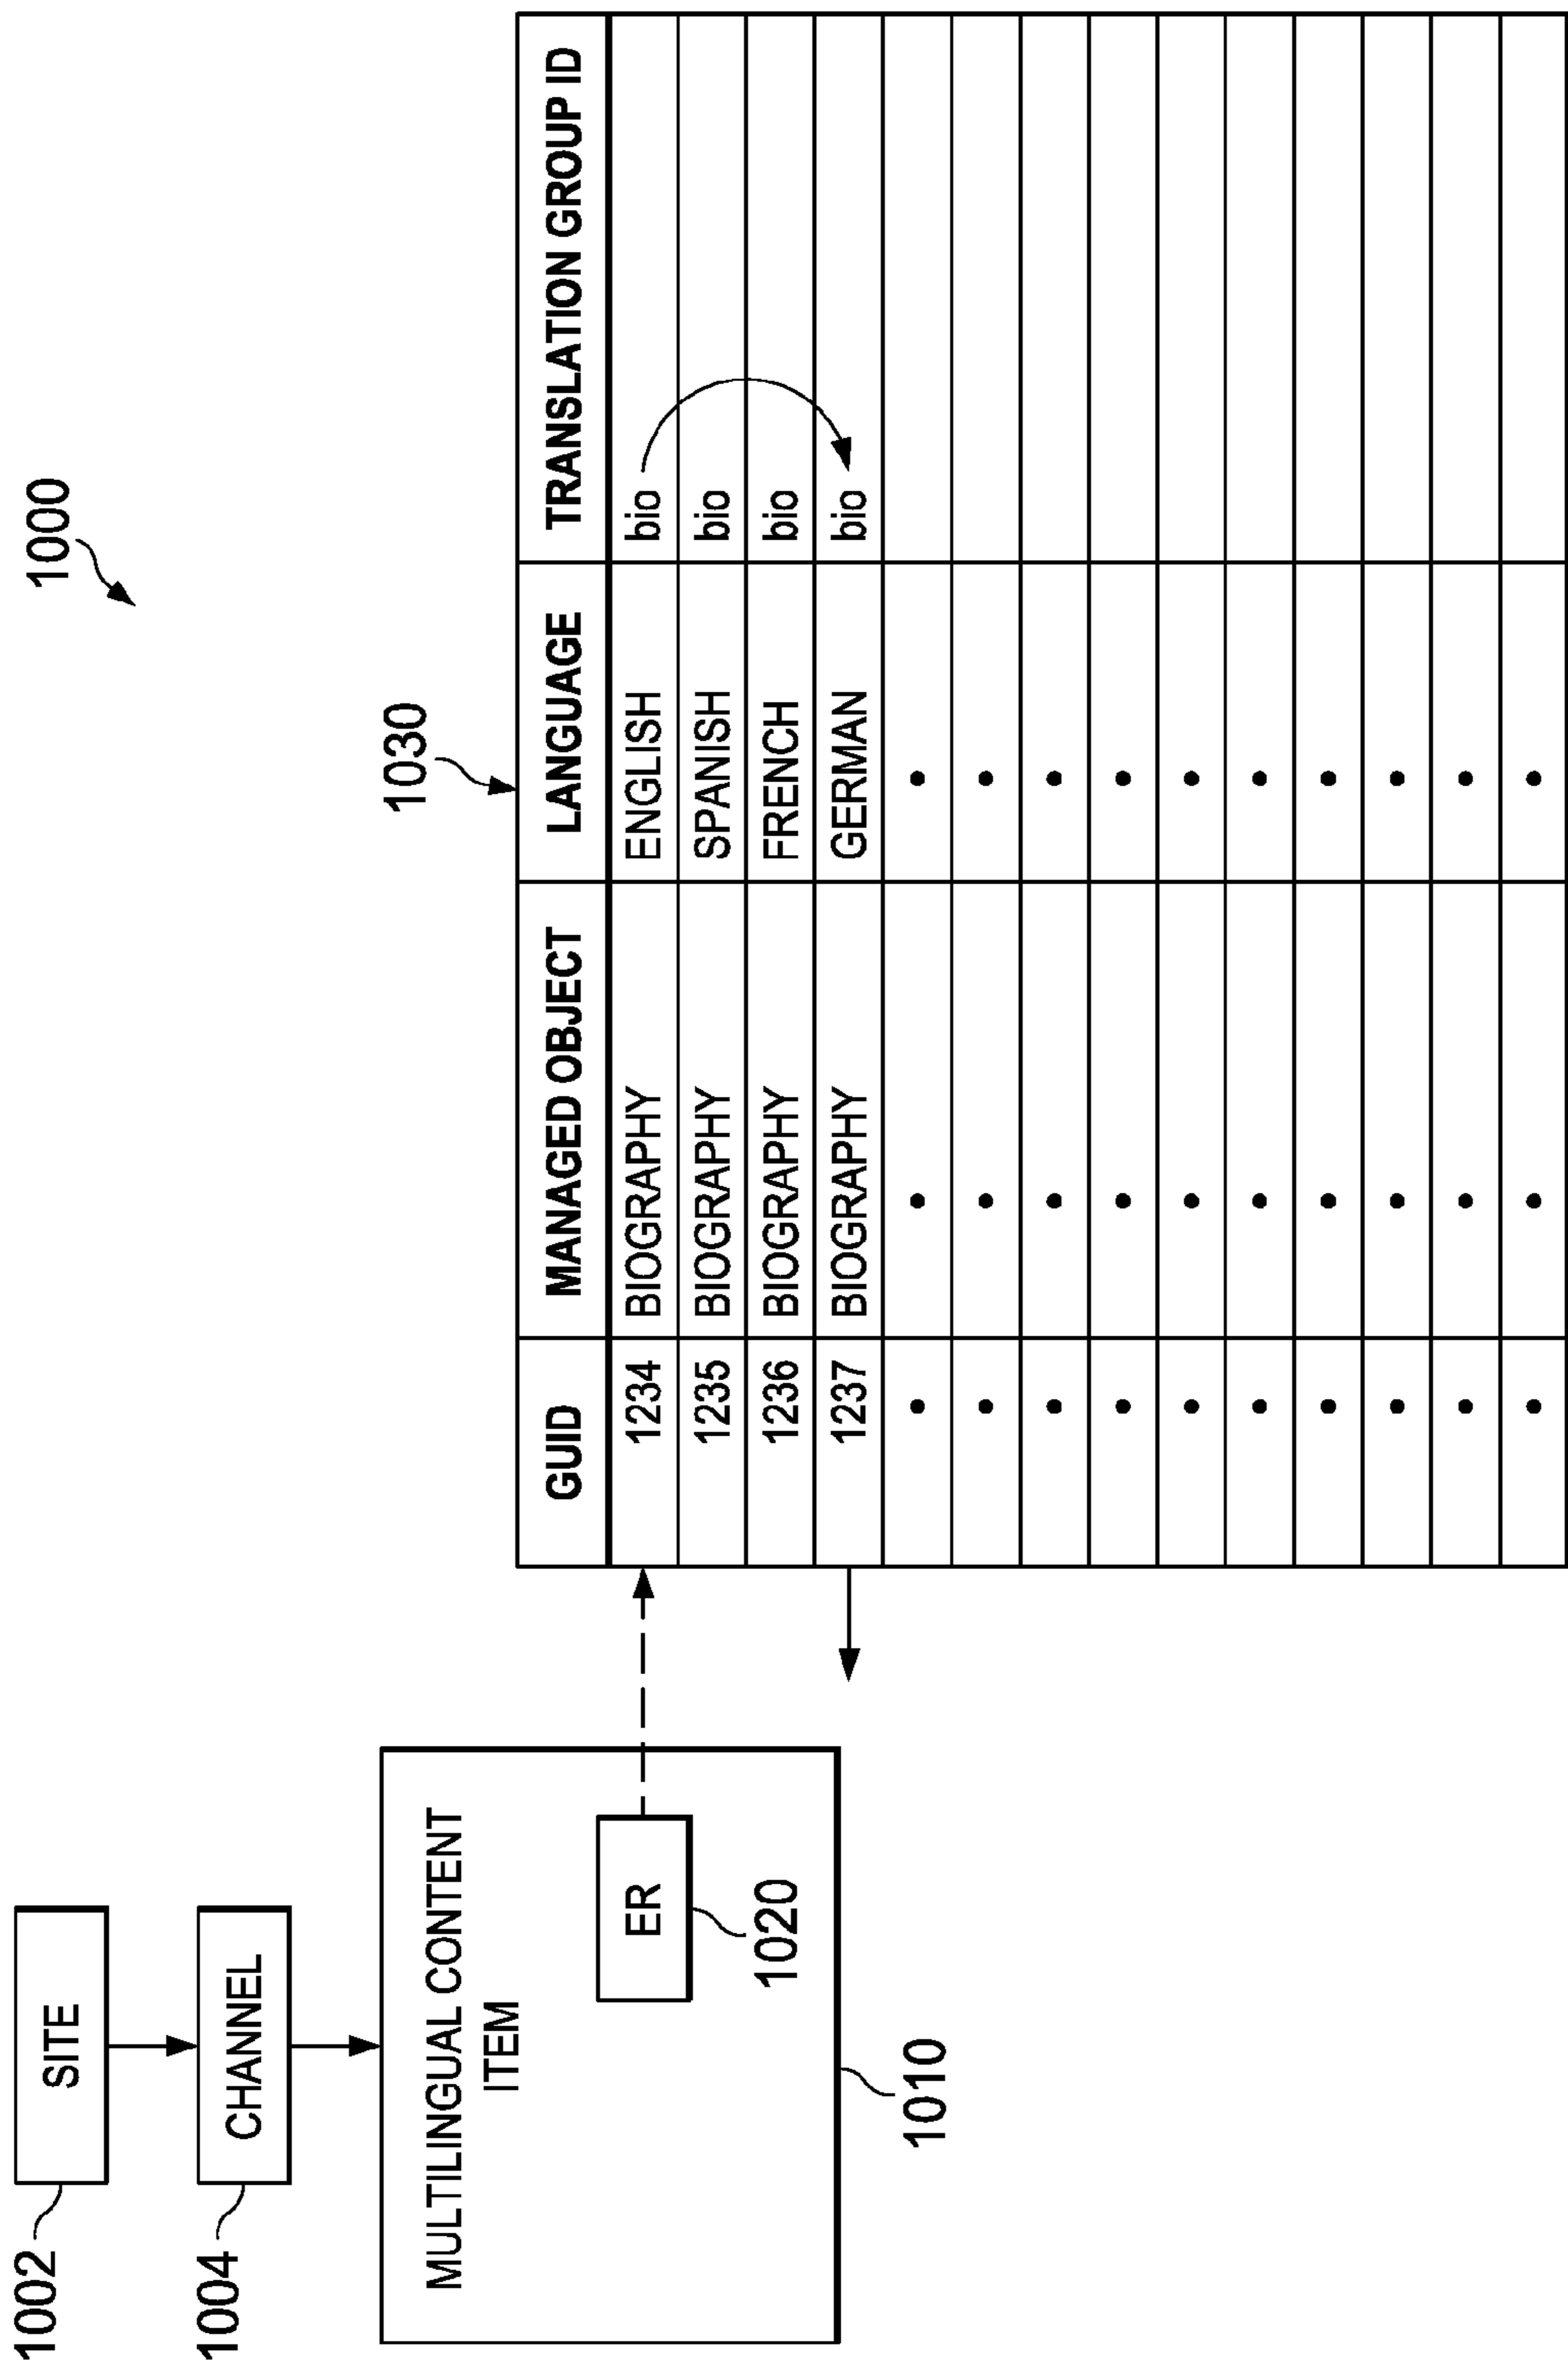 1000
1002
SITE
1004
CHANNEL
MULTILINGUAL CONTENT
ITEM
ER
1020
1010
1030
GUID MANAGED OBJECT LANGUAGE TRANSLATION GROUP ID
1234 BIOGRAPHY ENGLISH bio
1235 BIOGRAPHY SPANISH bio
1236 BIOGRAPHY FRENCH bio
1237 BIOGRAPHY GERMAN bio